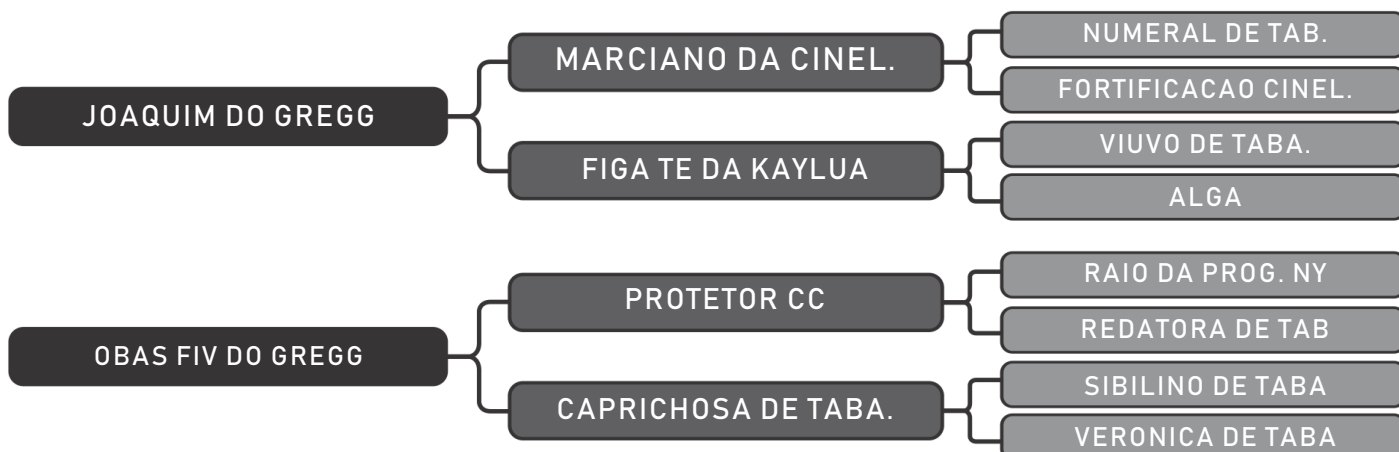 JOAQUIM DO GREGG
MARCIANO DA CINEL.
NUMERAL DE TAB.
FORTIFICACAO CINEL.
FIGA TE DA KAYLUA
VIUVO DE TABA.
ALGA
OBAS FIV DO GREGG
PROTETOR CC
RAIO DA PROG. NY
REDATORA DE TAB
CAPRICHOSA DE TABA.
SIBILINO DE TABA
VERONICA DE TABA